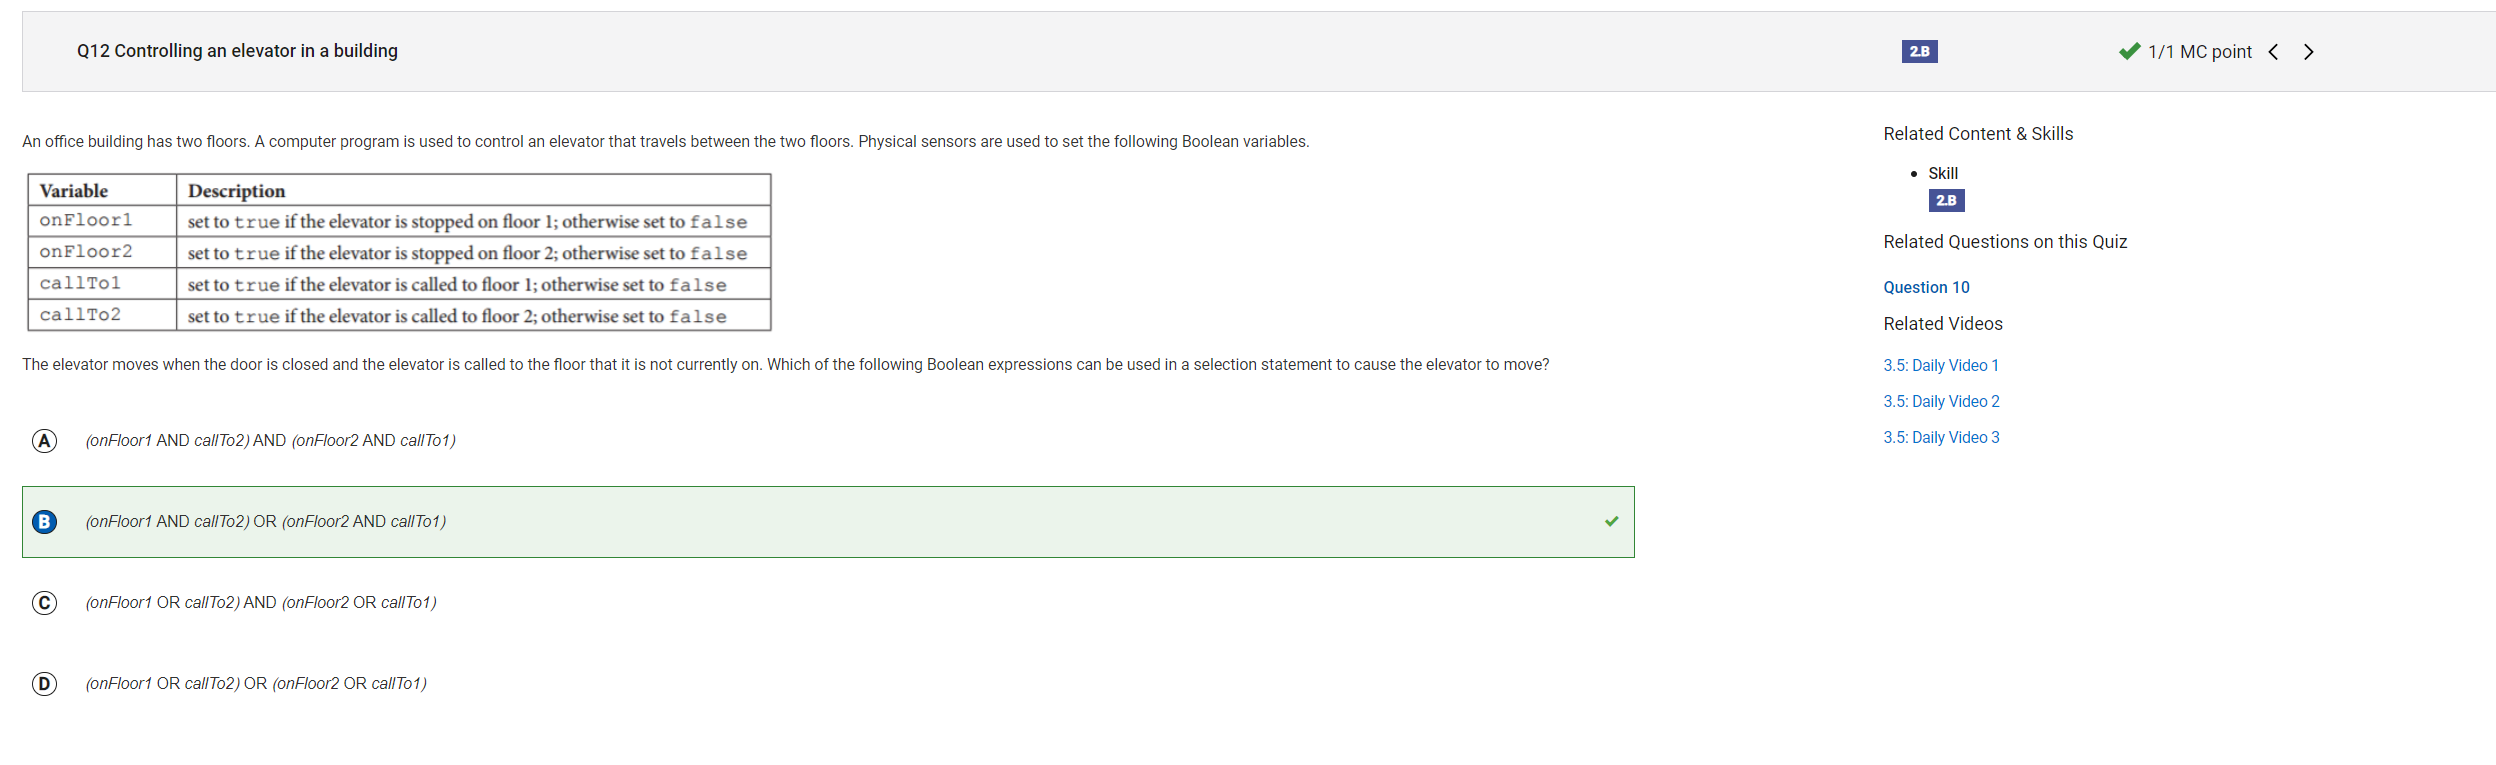 Q12 Controlling an elevator in a building
2.B
1/1 MC point
An office building has two floors. A computer program is used to control an elevator that travels between the two floors. Physical sensors are used to set the following Boolean variables.
Variable Description
onFloor1 set to true if the elevator is stopped on floor 1; otherwise set to false
onFloor2 set to true if the elevator is stopped on floor 2; otherwise set to false
callTo1 set to true if the elevator is called to floor 1; otherwise set to false
callTo2 set to true if the elevator is called to floor 2; otherwise set to false
The elevator moves when the door is closed and the elevator is called to the floor that it is not currently on. Which of the following Boolean expressions can be used in a selection statement to cause the elevator to move?
A (onFloor1 AND callTo2) AND (onFloor2 AND callTo1)
B (onFloor1 AND callTo2) OR (onFloor2 AND callTo1)
C (onFloor1 OR callTo2) AND (onFloor2 OR callTo1)
D (onFloor1 OR callTo2) OR (onFloor2 OR callTo1)
Related Content & Skills
• Skill
2.B
Related Questions on this Quiz
Question 10
Related Videos
3.5: Daily Video 1
3.5: Daily Video 2
3.5: Daily Video 3